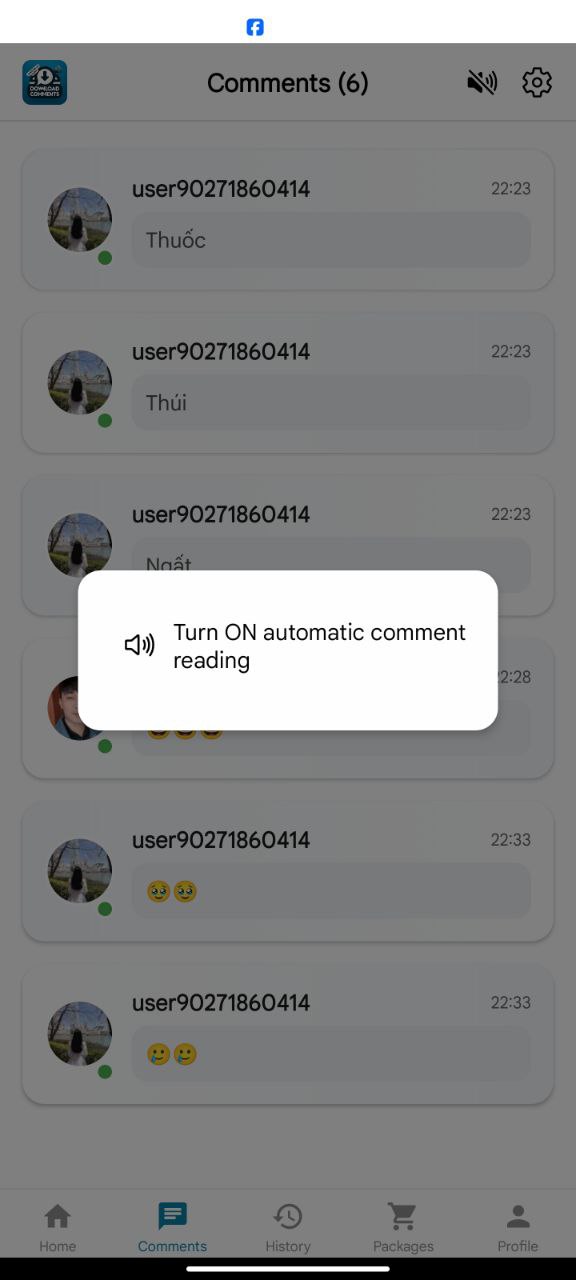 DOWNLOAD
COMMENTS
Comments (6)
user90271860414
22:23
Thuốc
user90271860414
22:23
Thúi
user90271860414
22:23
Ngất
Turn ON automatic comment
reading
22:28
😄😄😄
user90271860414
22:33
🥹🥹
user90271860414
22:33
🥲🥲
Home
Comments
History
Packages
Profile